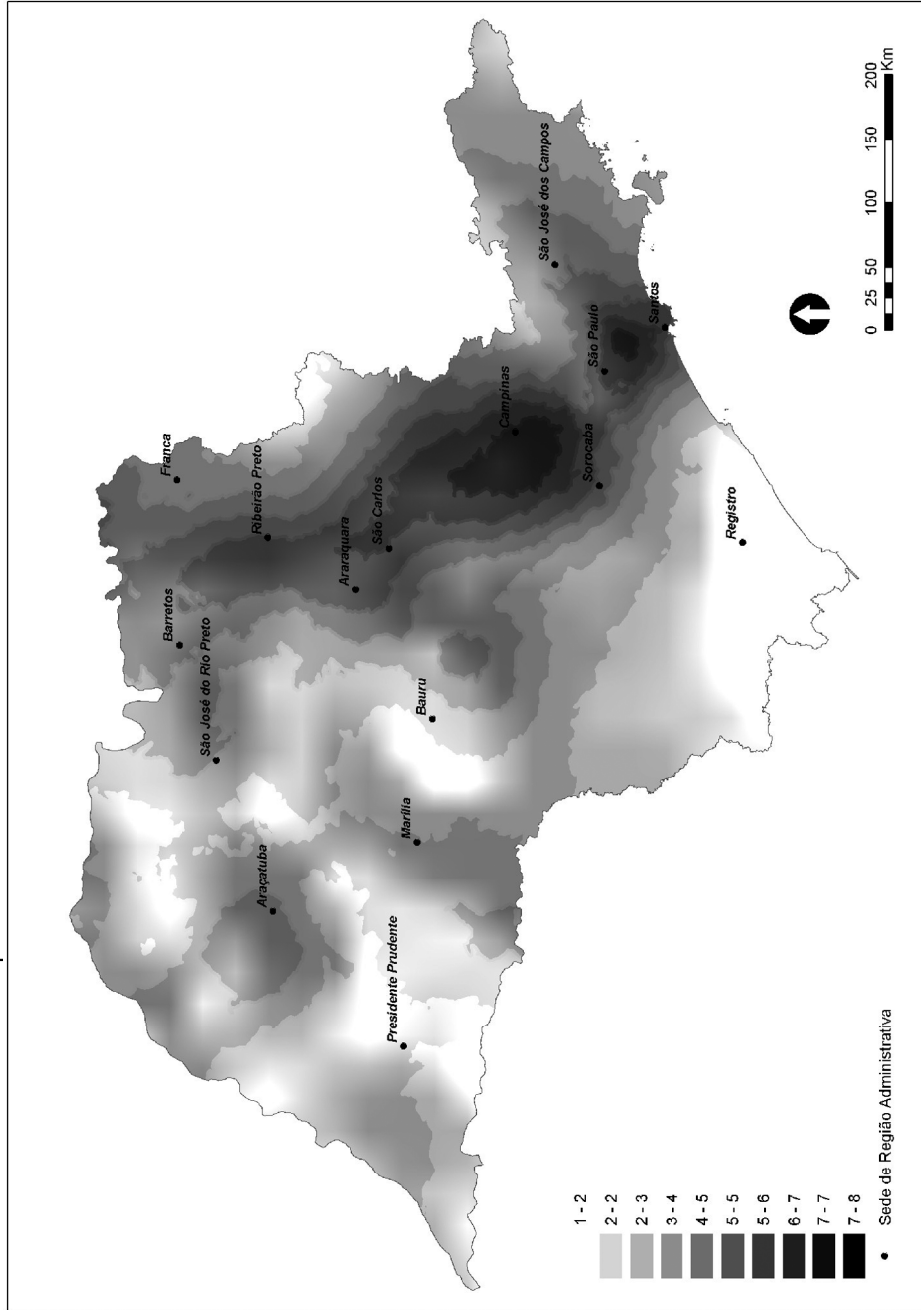 Franca
Barretos
Ribeirão Preto
São José do Rio Preto
Araçatuba
Araraquara
São Carlos
Presidente Prudente
Marília
Bauru
Campinas
São José dos Campos
São Paulo
Sorocaba
Santos
Registro
1 - 2
2 - 2
2 - 3
3 - 4
4 - 5
5 - 5
5 - 6
6 - 7
7 - 7
7 - 8
Sede de Região Administrativa
0 25 50 100 150 200
Km